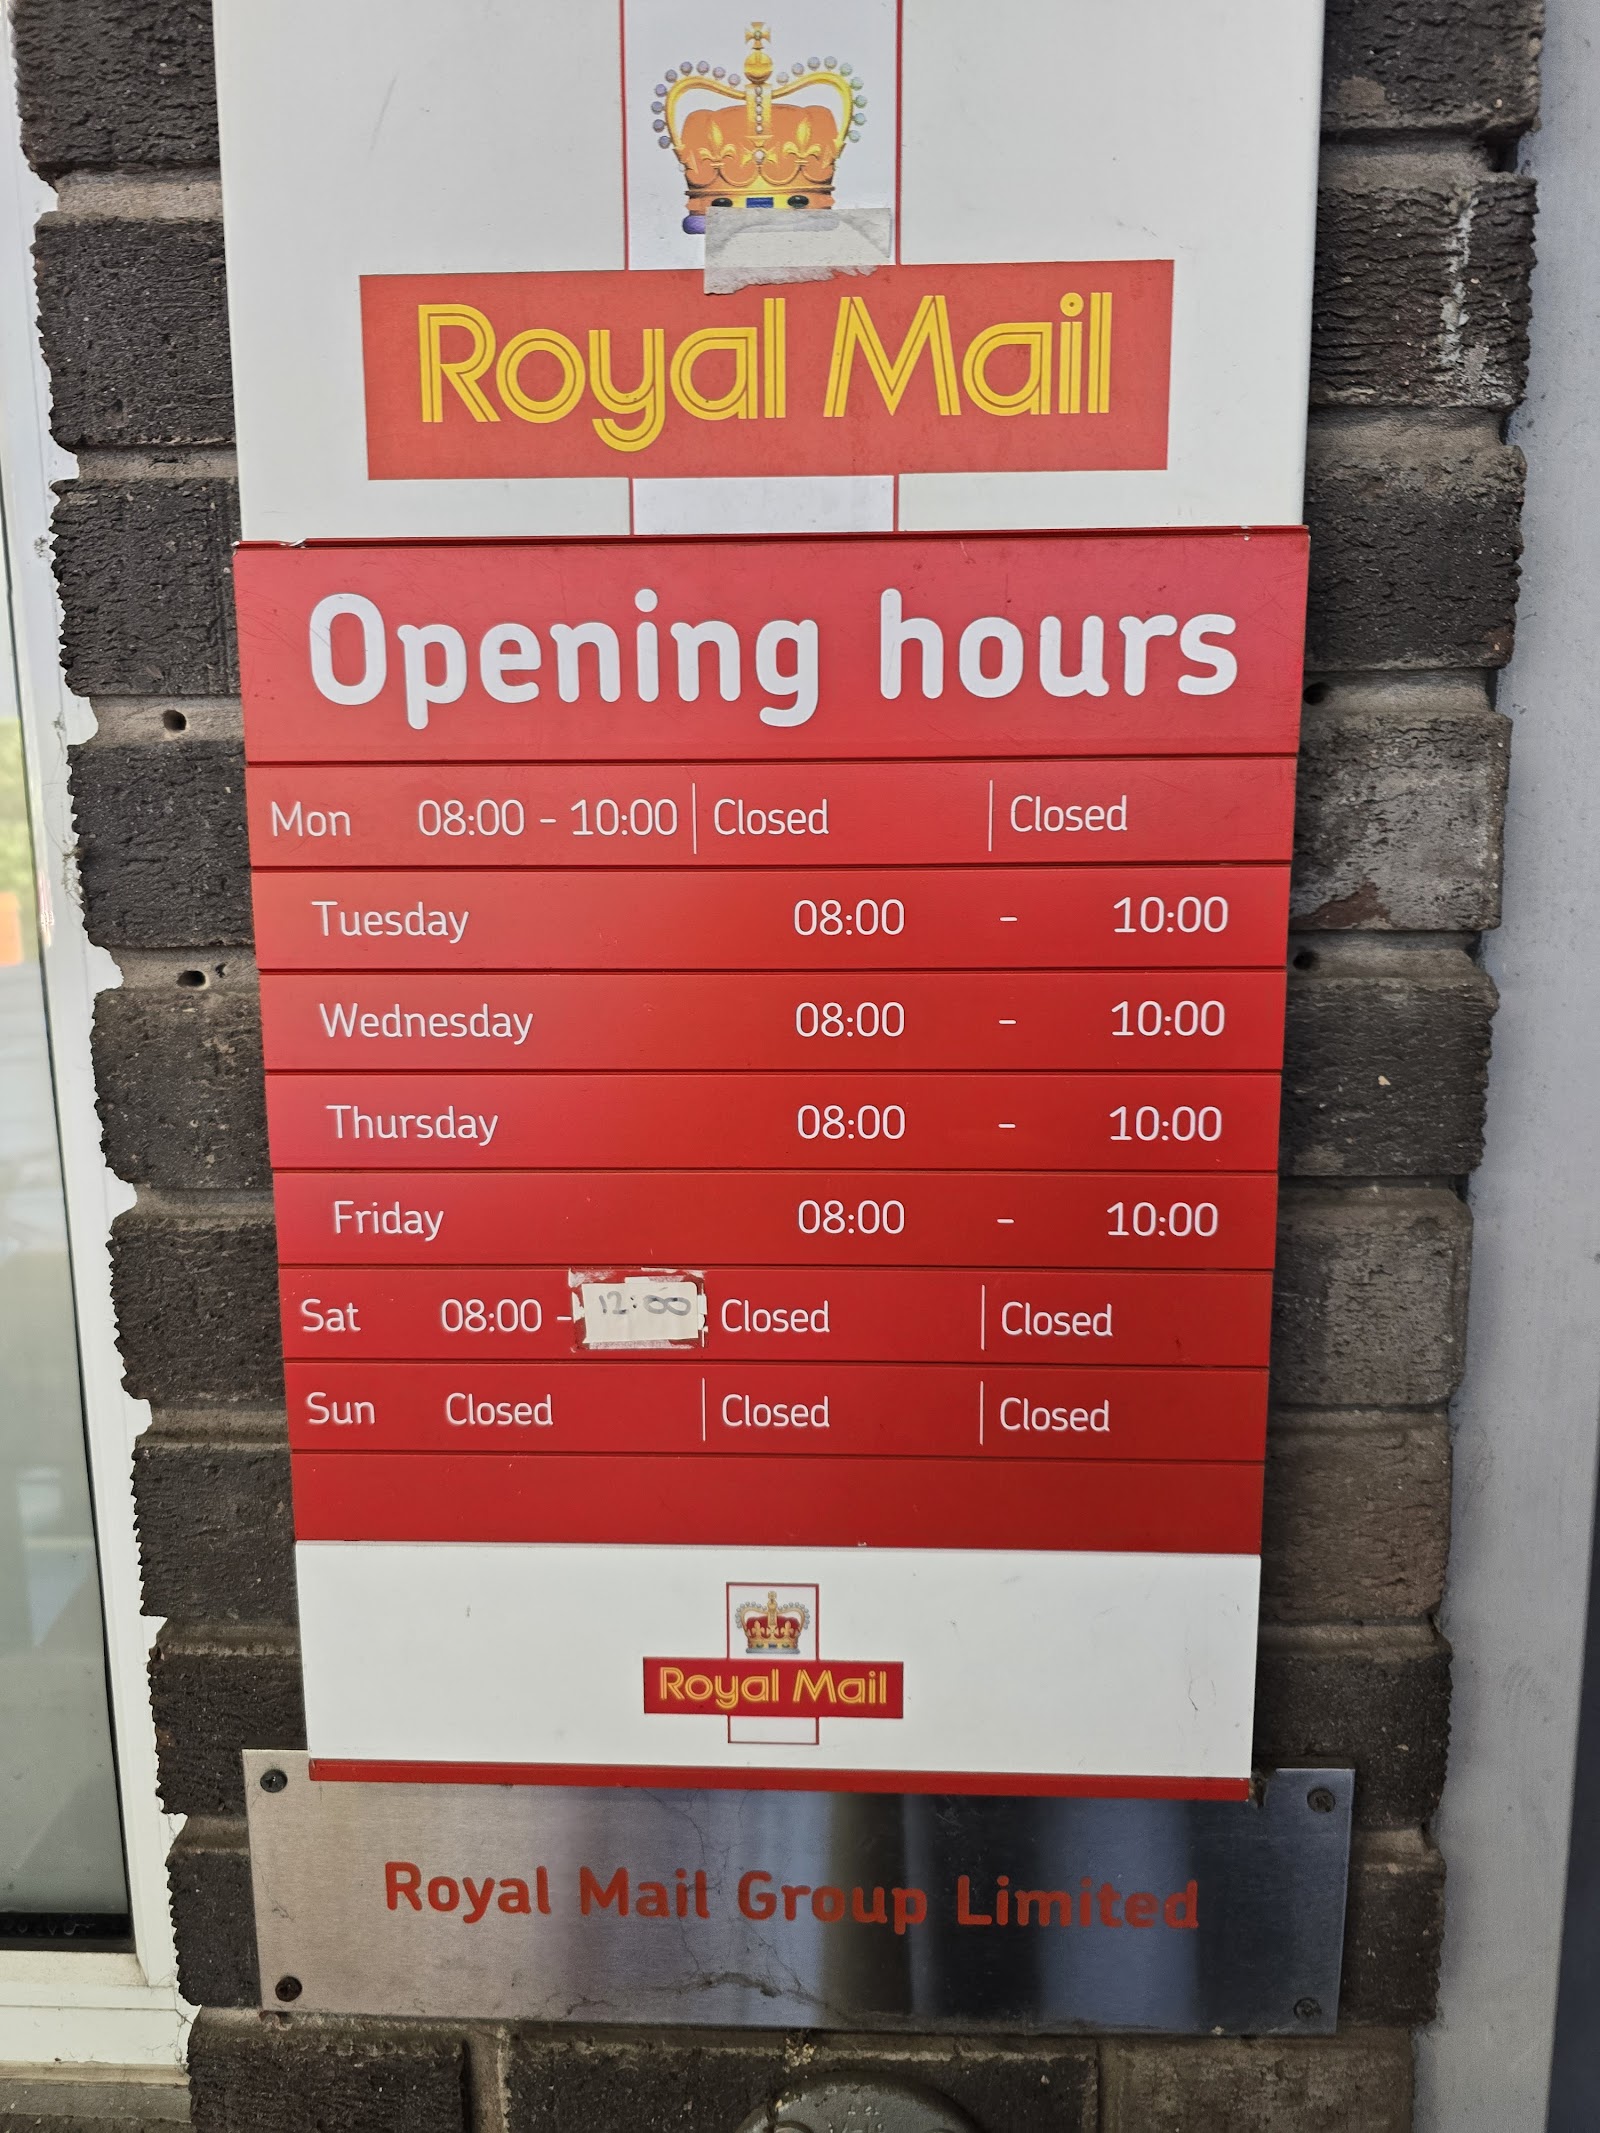 Royal Mail
Opening hours
Mon 08:00 - 10:00 Closed Closed
Tuesday 08:00 - 10:00
Wednesday 08:00 - 10:00
Thursday 08:00 - 10:00
Friday 08:00 - 10:00
Sat 08:00 - 12:00 Closed Closed
Sun Closed Closed Closed
Royal Mail
Royal Mail Group Limited